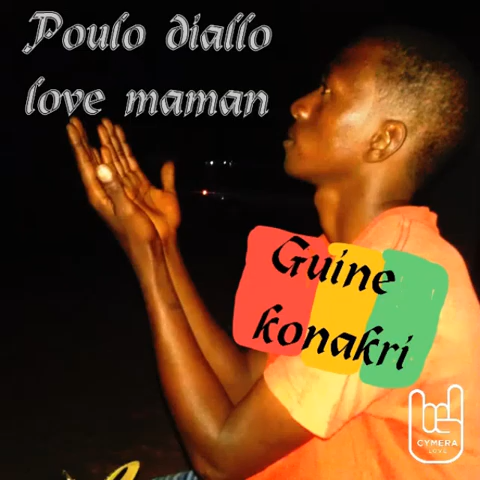 Poulo diallo
love maman
Guine
konakri
CYMERA